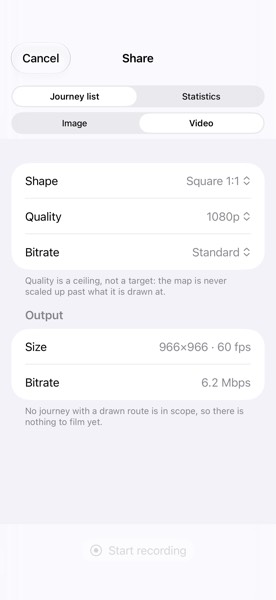 Cancel
Share
Journey list
Statistics
Image
Video
Shape
Square 1:1
Quality
1080p
Bitrate
Standard
Quality is a ceiling, not a target: the map is never
scaled up past what it is drawn at.
Output
Size
966×966 · 60 fps
Bitrate
6.2 Mbps
No journey with a drawn route is in scope, so there is
nothing to film yet.
Start recording